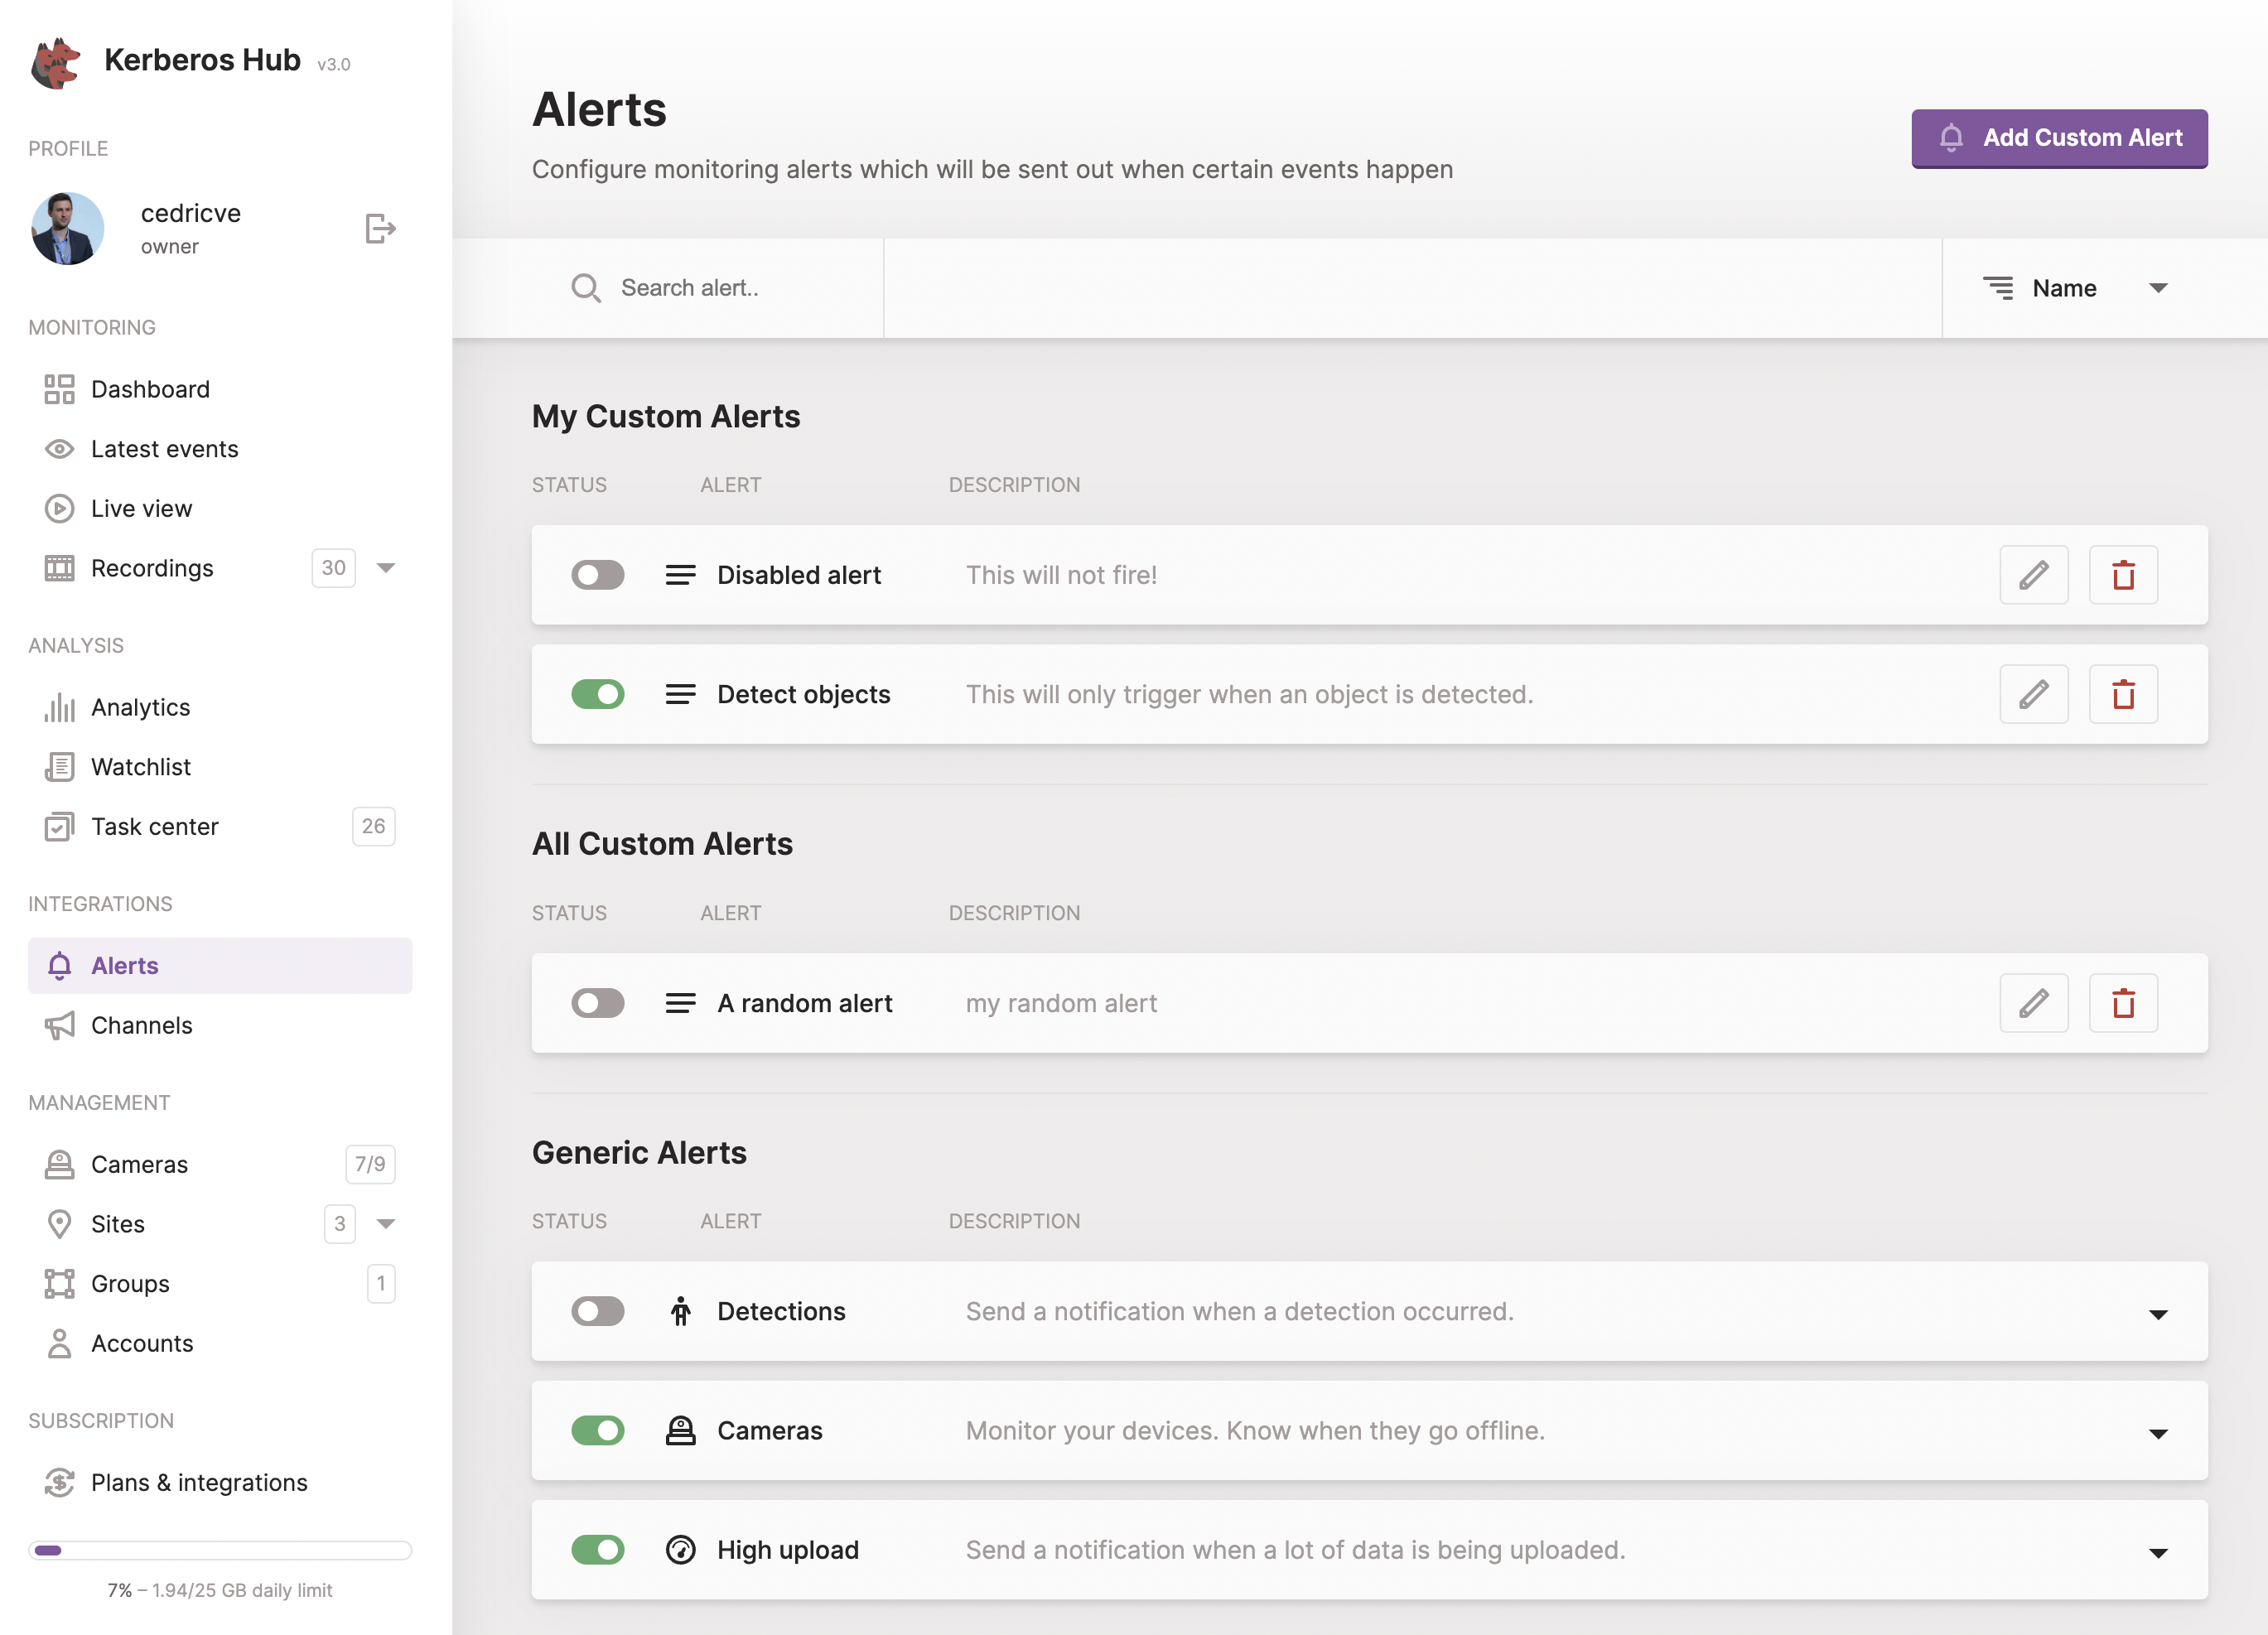 Kerberos Hub v3.0
PROFILE
cedricve
owner
MONITORING
Dashboard
Latest events
Live view
Recordings 30
ANALYSIS
Analytics
Watchlist
Task center 26
INTEGRATIONS
Alerts
Channels
MANAGEMENT
Cameras 7/9
Sites 3
Groups 1
Accounts
SUBSCRIPTION
Plans & integrations
7% – 1.94/25 GB daily limit
Alerts
Configure monitoring alerts which will be sent out when certain events happen
Add Custom Alert
Search alert..
Name
My Custom Alerts
STATUS ALERT DESCRIPTION
Disabled alert This will not fire!
Detect objects This will only trigger when an object is detected.
All Custom Alerts
STATUS ALERT DESCRIPTION
A random alert my random alert
Generic Alerts
STATUS ALERT DESCRIPTION
Detections Send a notification when a detection occurred.
Cameras Monitor your devices. Know when they go offline.
High upload Send a notification when a lot of data is being uploaded.